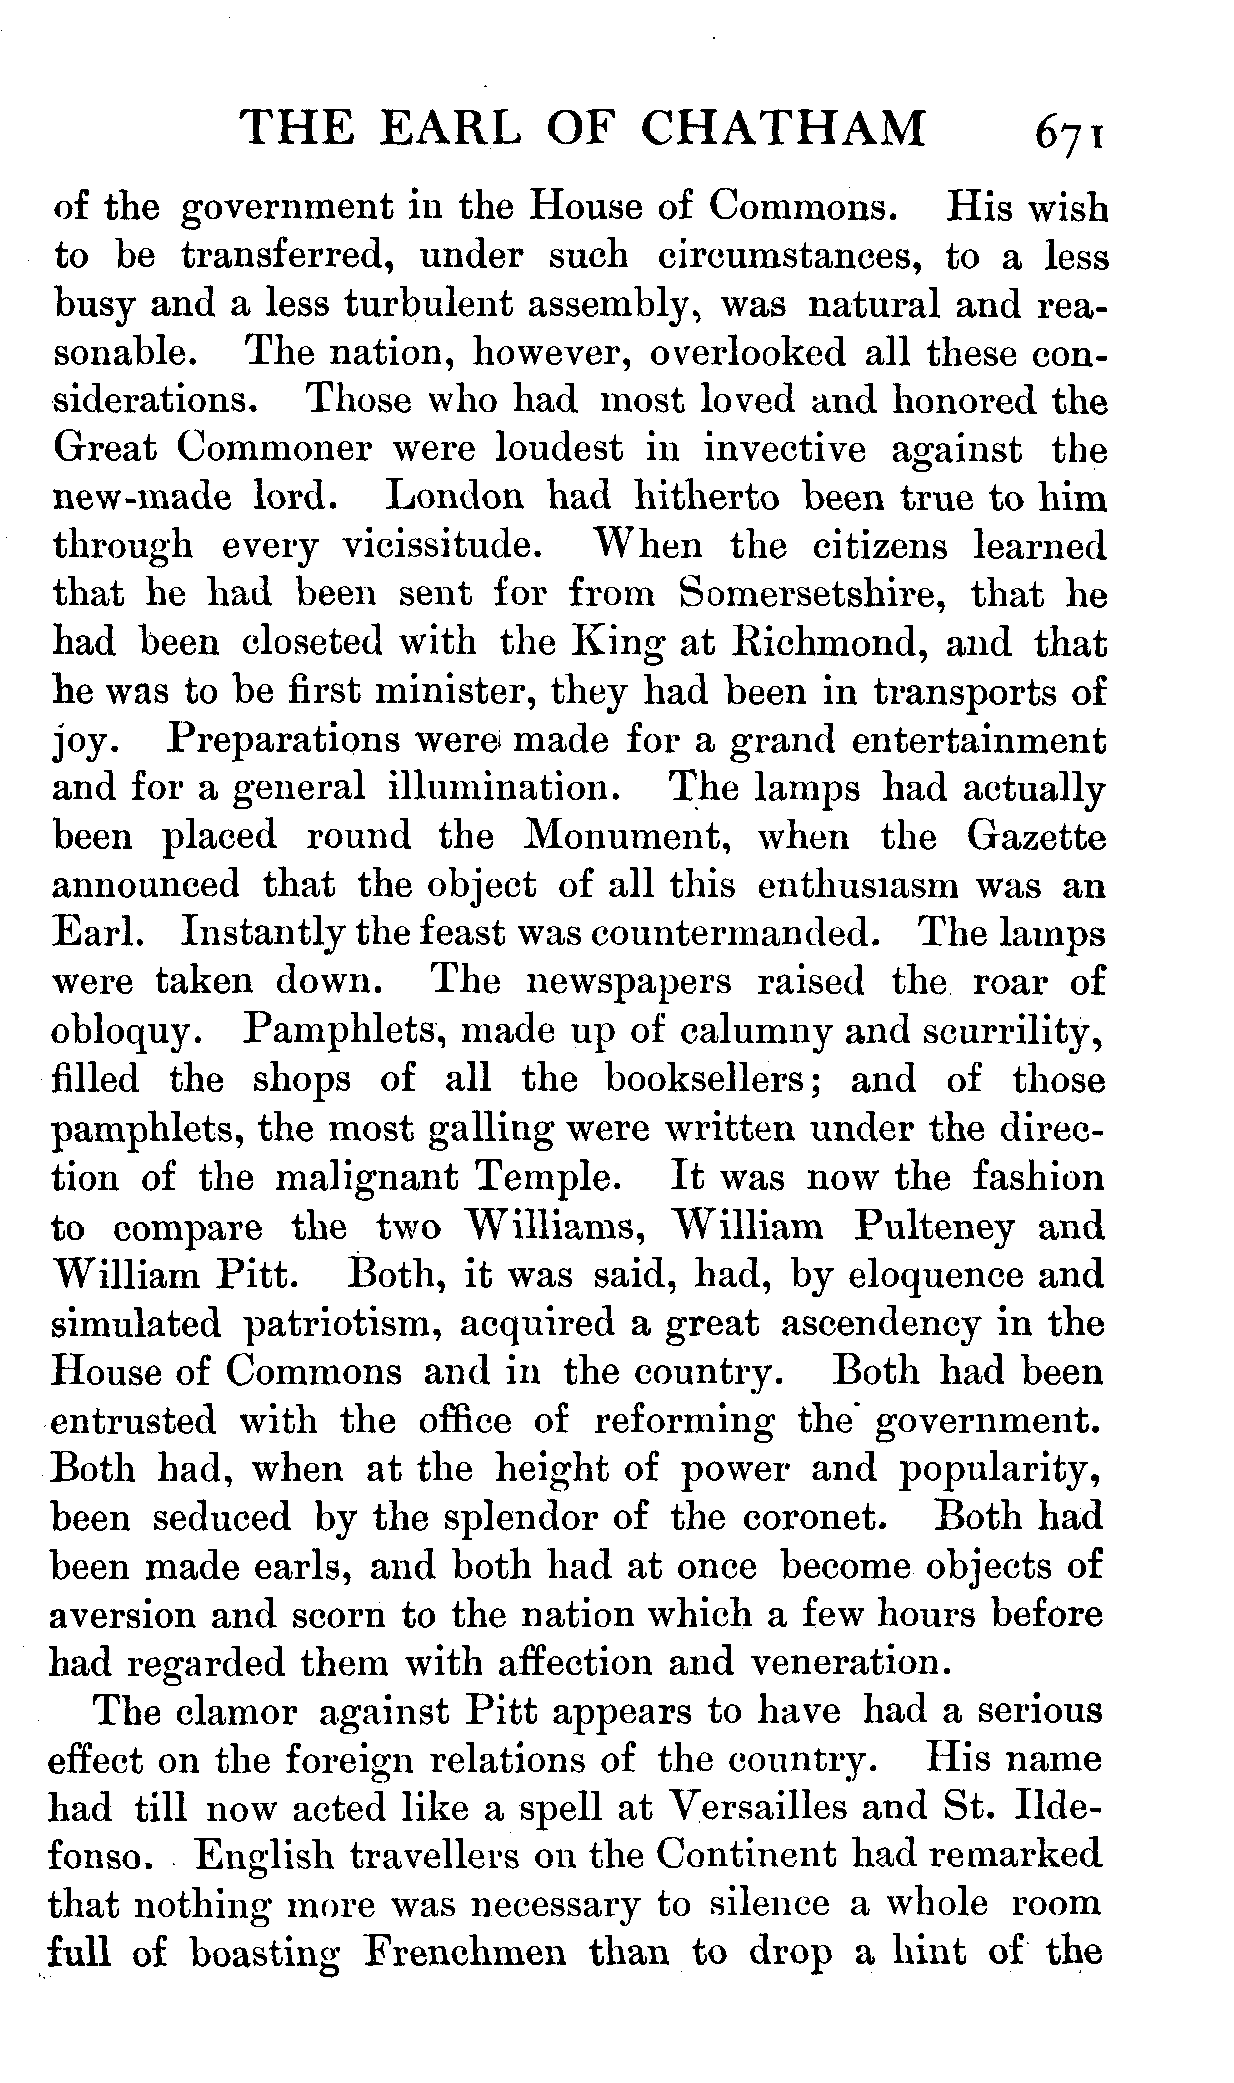 THE EARL OF CHATHAM 671
of the government in the House of Commons. His wish
to be transferred, under such circumstances, to a less
busy and a less turbulent assembly, was natural and rea-
sonable. The nation, however, overlooked all these con-
siderations. Those who had most loved and honored the
Great Commoner were loudest in invective against the
new-made lord. London had hitherto been true to him
through every vicissitude. When the citizens learned
that he had been sent for from Somersetshire, that he
had been closeted with the King at Richmond, and that
he was to be first minister, they had been in transports of
joy. Preparations were made for a grand entertainment
and for a general illumination. The lamps had actually
been placed round the Monument, when the Gazette
announced that the object of all this enthusiasm was an
Earl. Instantly the feast was countermanded. The lamps
were taken down. The newspapers raised the roar of
obloquy. Pamphlets, made up of calumny and scurrility,
filled the shops of all the booksellers; and of those
pamphlets, the most galling were written under the direc-
tion of the malignant Temple. It was now the fashion
to compare the two Williams, William Pulteney and
William Pitt. Both, it was said, had, by eloquence and
simulated patriotism, acquired a great ascendency in the
House of Commons and in the country. Both had been
entrusted with the office of reforming the government.
Both had, when at the height of power and popularity,
been seduced by the splendor of the coronet. Both had
been made earls, and both had at once become objects of
aversion and scorn to the nation which a few hours before
had regarded them with affection and veneration.
The clamor against Pitt appears to have had a serious
effect on the foreign relations of the country. His name
had till now acted like a spell at Versailles and St. Ilde-
fonso. English travellers on the Continent had remarked
that nothing more was necessary to silence a whole room
full of boasting Frenchmen than to drop a hint of the